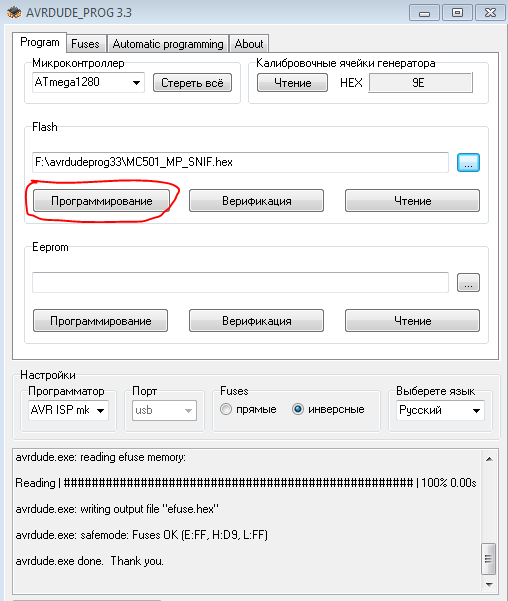 AVRDUDE_PROG 3.3
Program Fuses Automatic programming About
Микроконтроллер Калибровочные ячейки генератора
ATmega1280 Стереть всё Чтение HEX 9E
Flash
F:\avrdudeprog33\MC501_MP_SNIF.hex ...
Программирование Верификация Чтение
Eeprom
...
Программирование Верификация Чтение
Настройки
Программатор Порт Fuses Выберете язык
AVR ISP mk usb прямые инверсные Русский
avrdude.exe: reading efuse memory:
Reading | ################################################## | 100% 0.00s
avrdude.exe: writing output file "efuse.hex"
avrdude.exe: safemode: Fuses OK (E:FF, H:D9, L:FF)
avrdude.exe done.  Thank you.